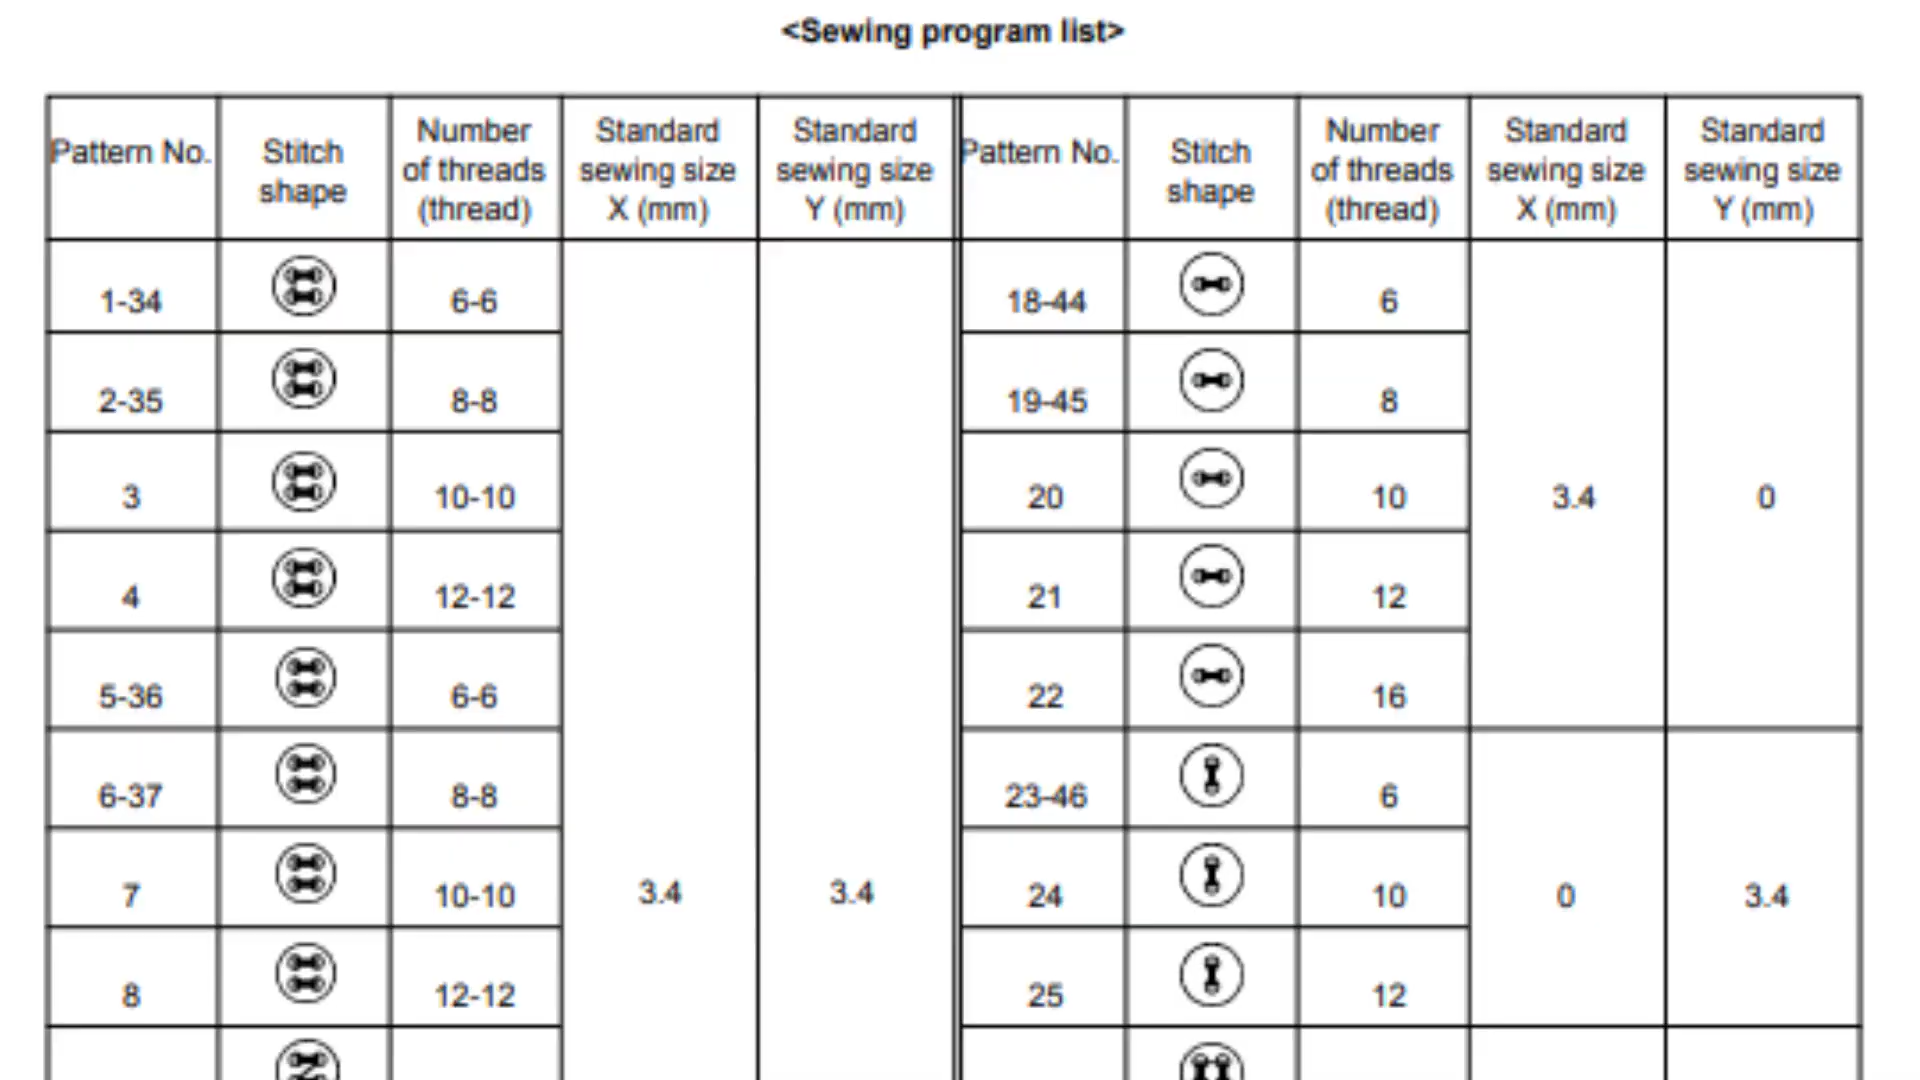 <Sewing program list>
Pattern No. Stitch shape Number of threads (thread) Standard sewing size X (mm) Standard sewing size Y (mm) Pattern No. Stitch shape Number of threads (thread) Standard sewing size X (mm) Standard sewing size Y (mm)
1-34 6-6 18-44 6
2-35 8-8 19-45 8
3 10-10 20 10 3.4 0
4 12-12 21 12
5-36 6-6 22 16
6-37 8-8 23-46 6
7 10-10 3.4 3.4 24 10 0 3.4
8 12-12 25 12